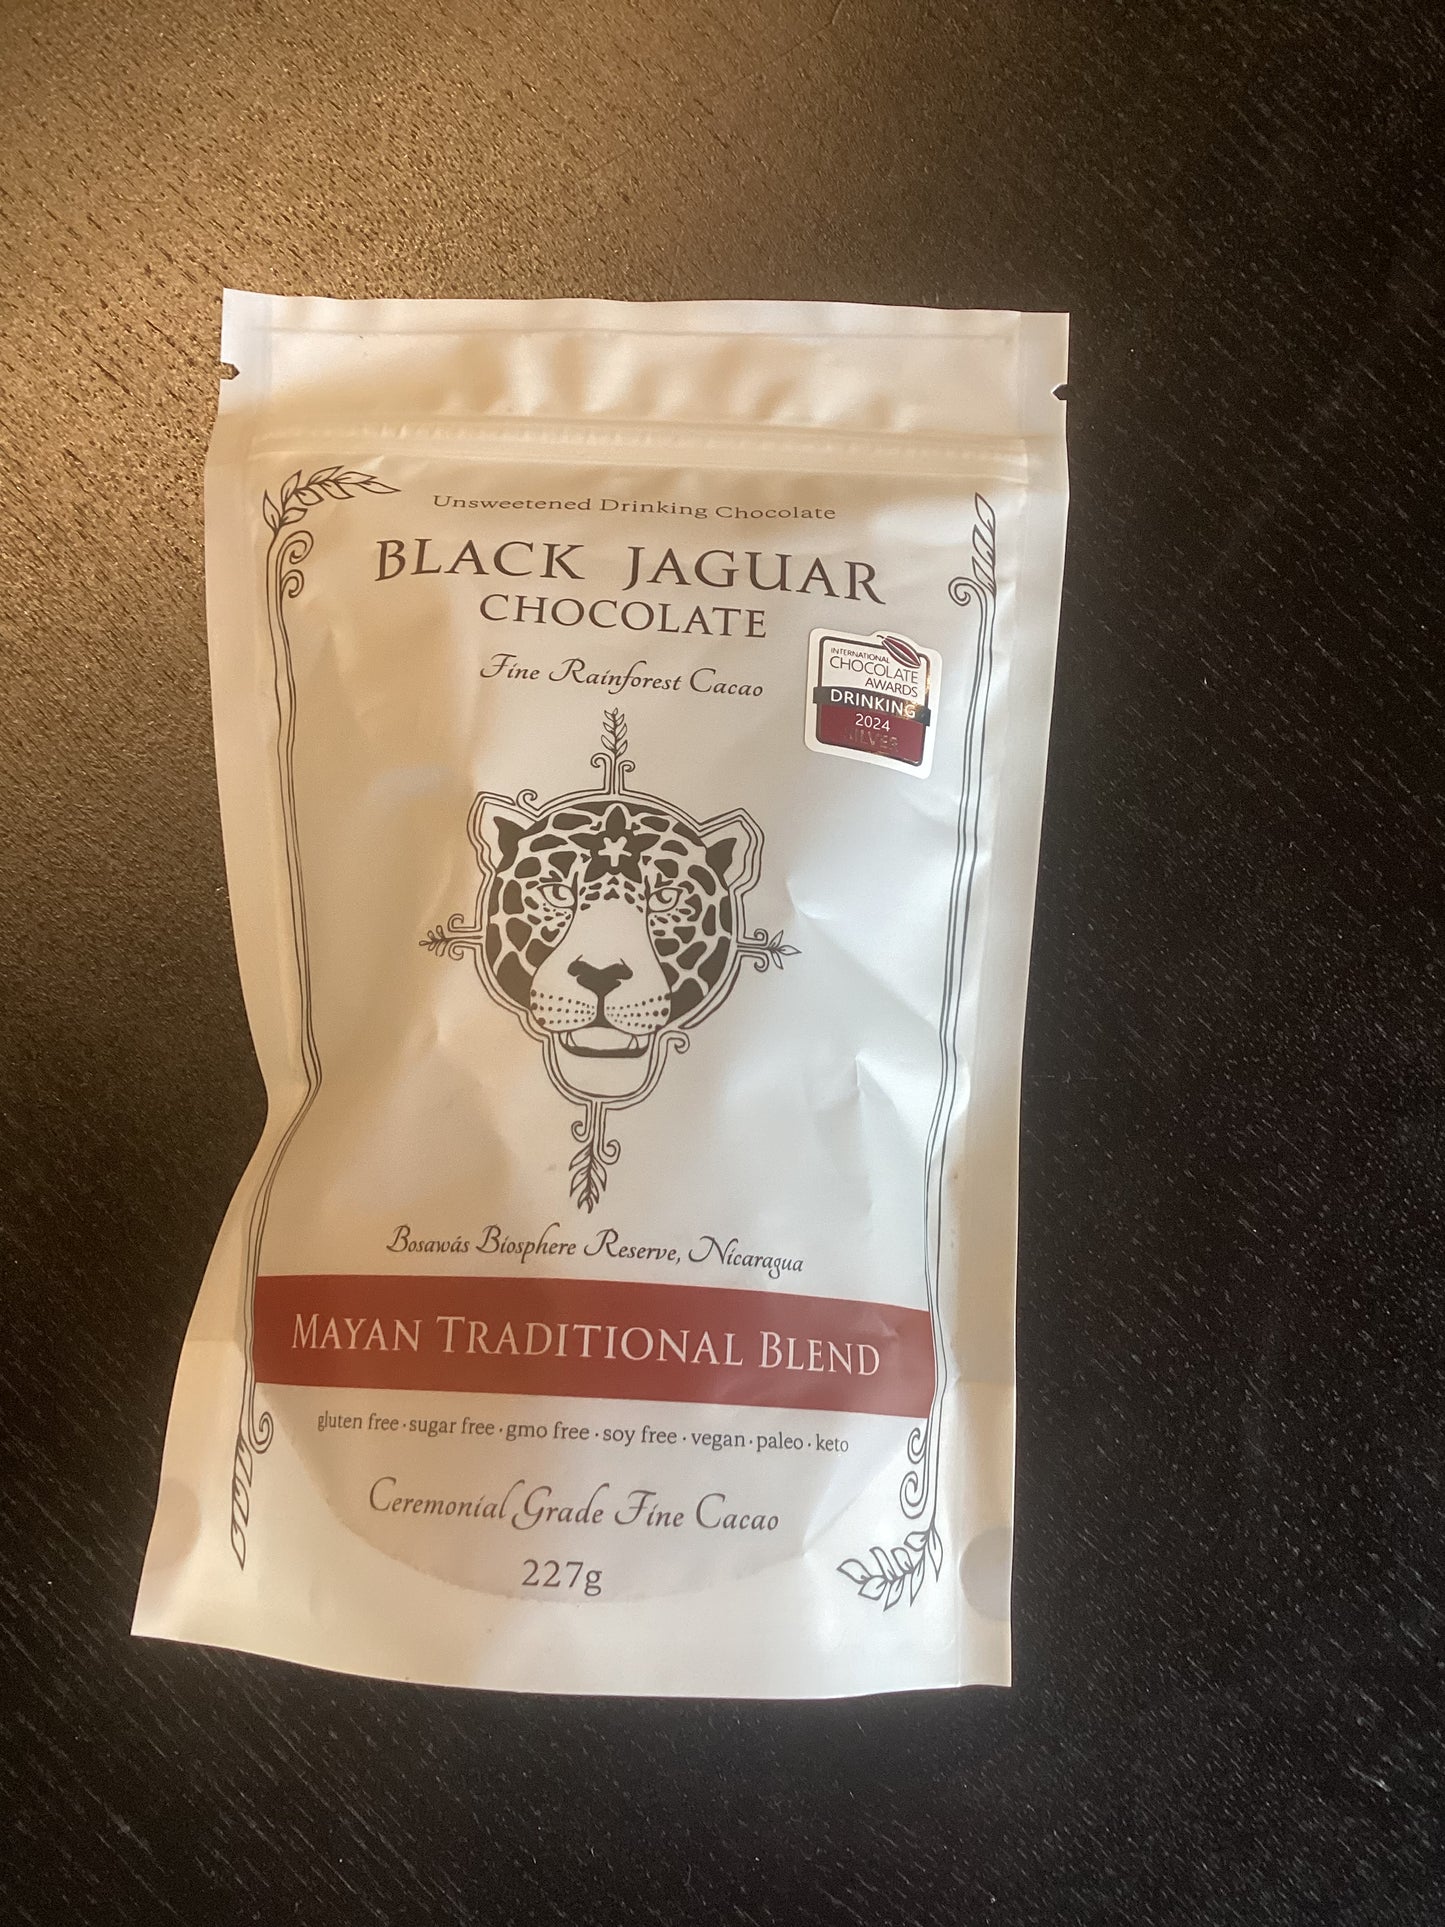 Unsweetened Drinking Chocolate
BLACK JAGUAR
CHOCOLATE
Fine Rainforest Cacao
INTERNATIONAL
CHOCOLATE
AWARDS
DRINKING
2024
SILVER
Bosawás Biosphere Reserve, Nicaragua
MAYAN TRADITIONAL BLEND
gluten free · sugar free · gmo free · soy free · vegan · paleo · keto
Ceremonial Grade Fine Cacao
227g